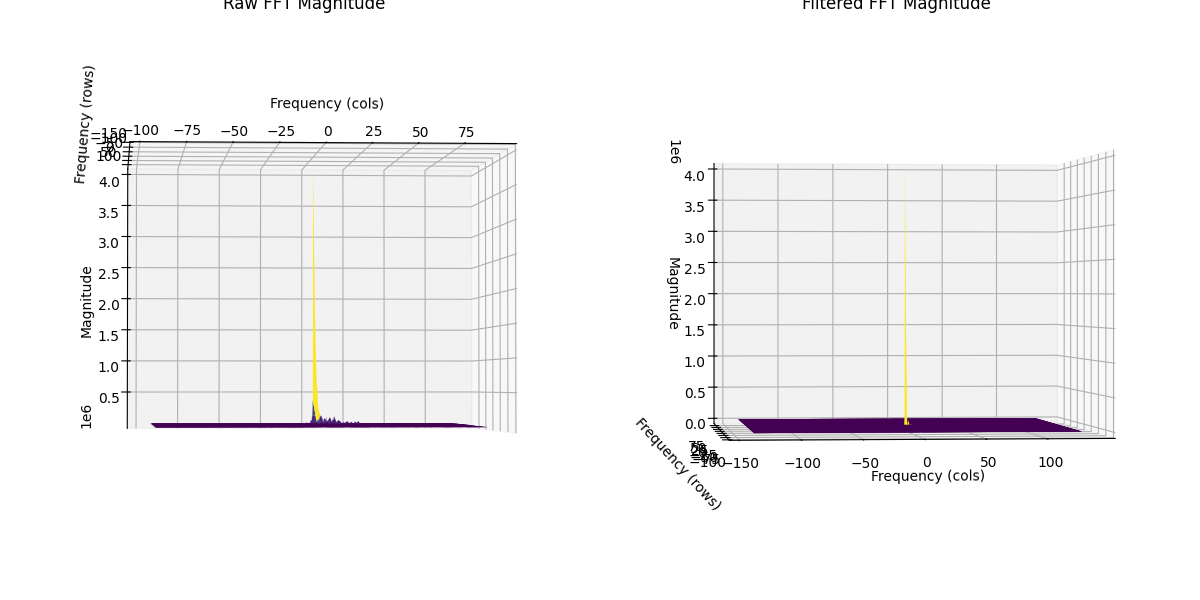 Raw FFT Magnitude
Filtered FFT Magnitude
Frequency (cols)
−100 −75 −50 −25 0 25 50 75
Frequency (rows)
−150
100
4.0
3.5
3.0
2.5
2.0
1.5
1.0
0.5
Magnitude
1e6
1e6
4.0
3.5
3.0
2.5
2.0
1.5
1.0
0.5
0.0
Magnitude
Frequency (rows)
75
−100
−150 −100 −50 0 50 100
Frequency (cols)